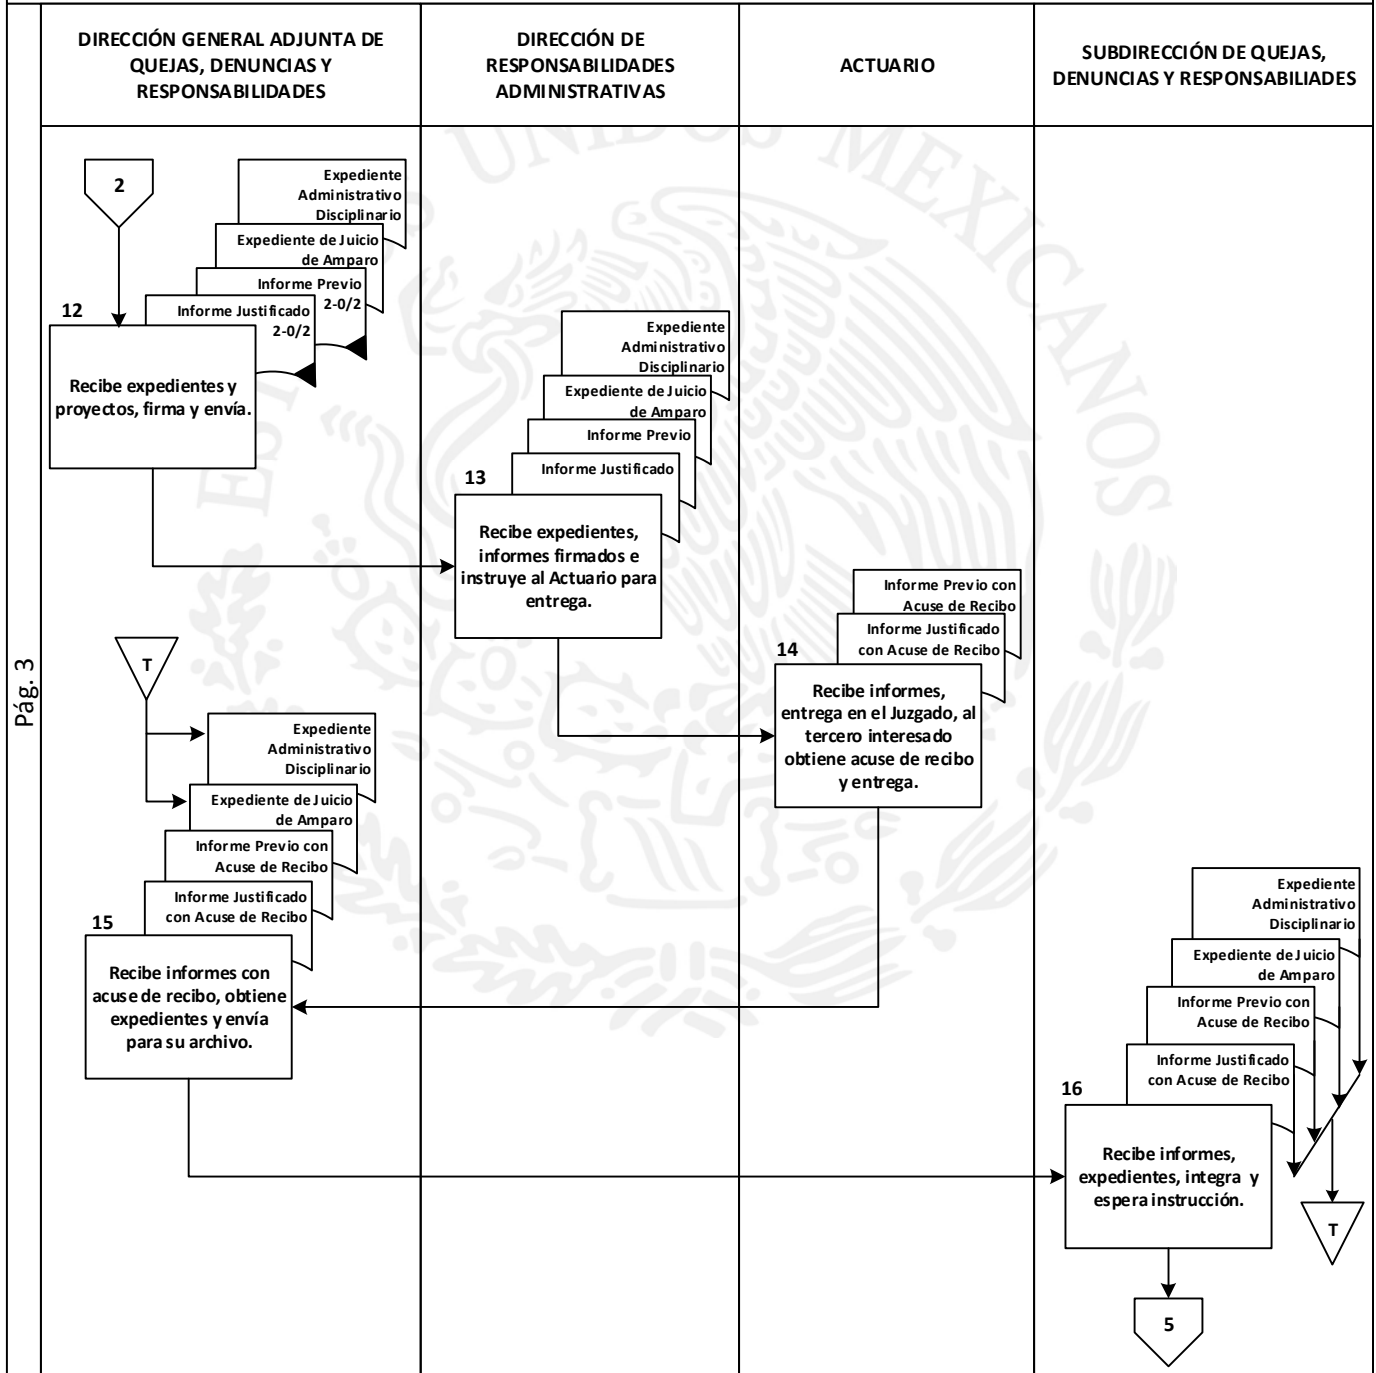 DIRECCIÓN GENERAL ADJUNTA DE
QUEJAS, DENUNCIAS Y
RESPONSABILIDADES
DIRECCIÓN DE
RESPONSABILIDADES
ADMINISTRATIVAS
ACTUARIO
SUBDIRECCIÓN DE QUEJAS,
DENUNCIAS Y RESPONSABILIADES
Pág. 3
UNIDOS MEXICANOS
2
Expediente
Administrativo
Disciplinario
Expediente de Juicio
de Amparo
Informe Previo
2-0/2
Informe Justificado
2-0/2
12
Recibe expedientes y
proyectos, firma y envía.
Expediente
Administrativo
Disciplinario
Expediente de Juicio
de Amparo
Informe Previo
Informe Justificado
13
Recibe expedientes,
informes firmados e
instruye al Actuario para
entrega.
Informe Previo con
Acuse de Recibo
Informe Justificado
con Acuse de Recibo
14
Recibe informes,
entrega en el Juzgado, al
tercero interesado
obtiene acuse de recibo
y entrega.
T
Expediente
Administrativo
Disciplinario
Expediente de Juicio
de Amparo
Informe Previo con
Acuse de Recibo
Informe Justificado
con Acuse de Recibo
15
Recibe informes con
acuse de recibo, obtiene
expedientes y envía
para su archivo.
Expediente
Administrativo
Disciplinario
Expediente de Juicio
de Amparo
Informe Previo con
Acuse de Recibo
Informe Justificado
con Acuse de Recibo
16
Recibe informes,
expedientes, integra y
espera instrucción.
T
5